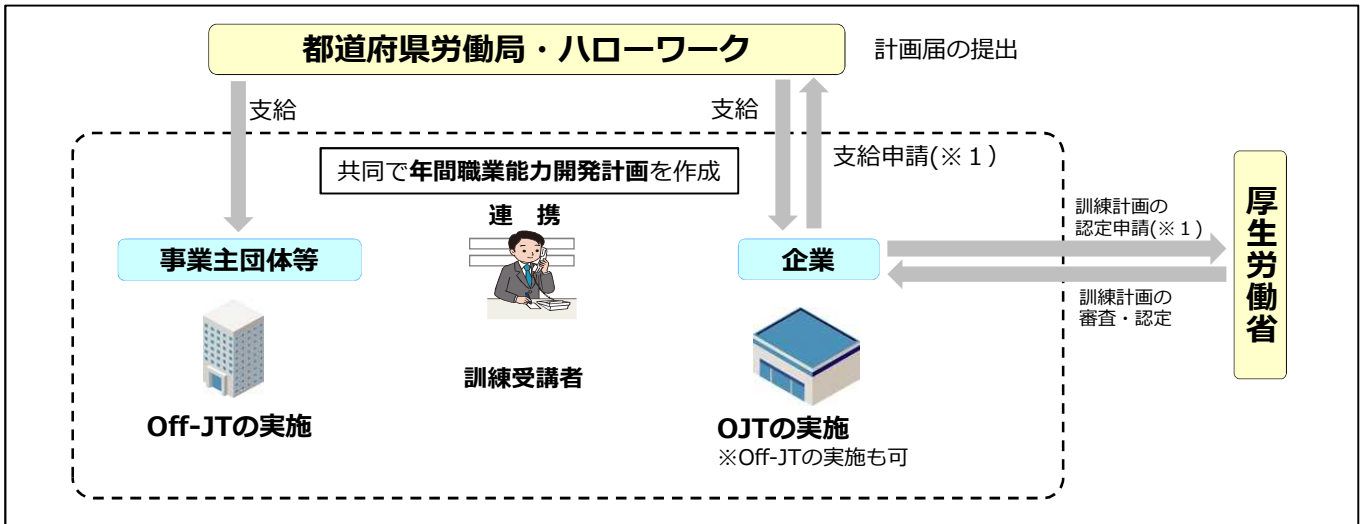 都道府県労働局・ハローワーク
計画届の提出
支給
支給
支給申請(※１)
共同で年間職業能力開発計画を作成
連 携
事業主団体等
企業
訓練計画の
認定申請(※１)
訓練計画の
審査・認定
厚生労働省
訓練受講者
Off-JTの実施
OJTの実施
※Off-JTの実施も可